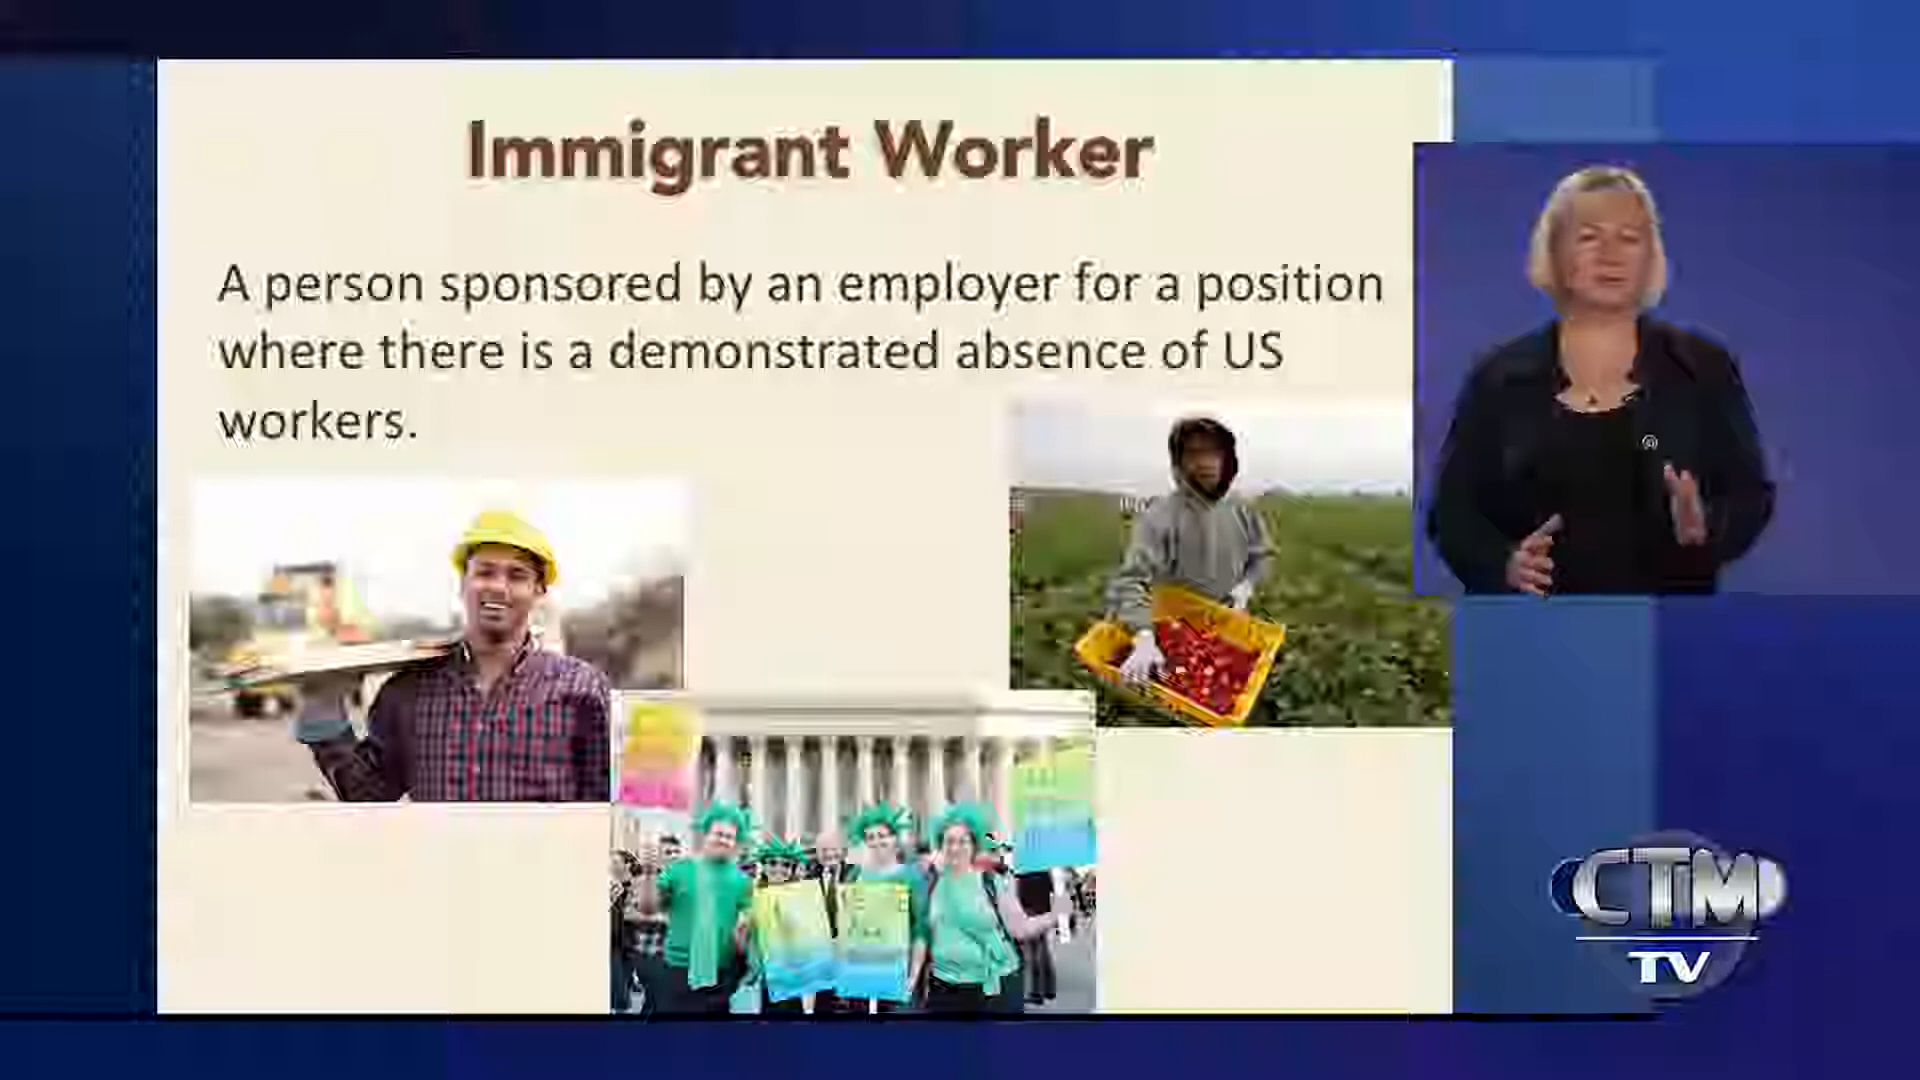 Immigrant Worker
A person sponsored by an employer for a position
where there is a demonstrated absence of US
workers.
CTM
TV